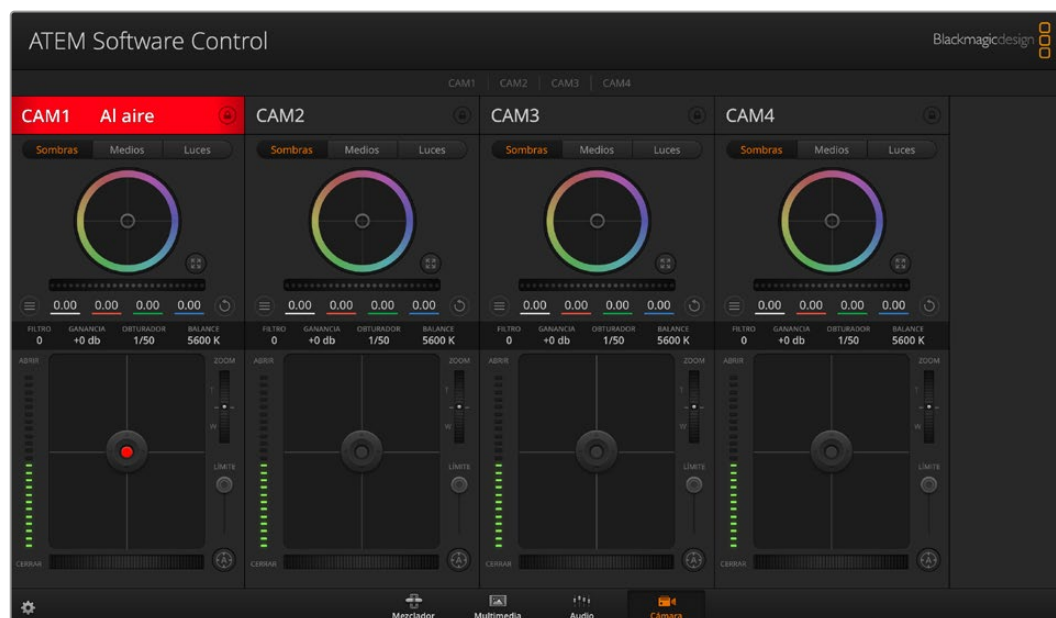 ATEM Software Control
Blackmagicdesign
CAM1 CAM2 CAM3 CAM4
CAM1 Al aire CAM2 CAM3 CAM4
Sombras Medios Luces Sombras Medios Luces Sombras Medios Luces Sombras Medios Luces
0.00 0.00 0.00 0.00 0.00 0.00 0.00 0.00 0.00 0.00 0.00 0.00 0.00 0.00 0.00 0.00
FILTRO GANANCIA OBTURADOR BALANCE FILTRO GANANCIA OBTURADOR BALANCE FILTRO GANANCIA OBTURADOR BALANCE FILTRO GANANCIA OBTURADOR BALANCE
0 +0 db 1/50 5600 K 0 +0 db 1/50 5600 K 0 +0 db 1/50 5600 K 0 +0 db 1/50 5600 K
ABRIR ZOOM ABRIR ZOOM ABRIR ZOOM ABRIR ZOOM
T T T T
W W W W
LÍMITE LÍMITE LÍMITE LÍMITE
A A A A
CERRAR CERRAR CERRAR CERRAR
Mezclador Multimedia Audio Cámara